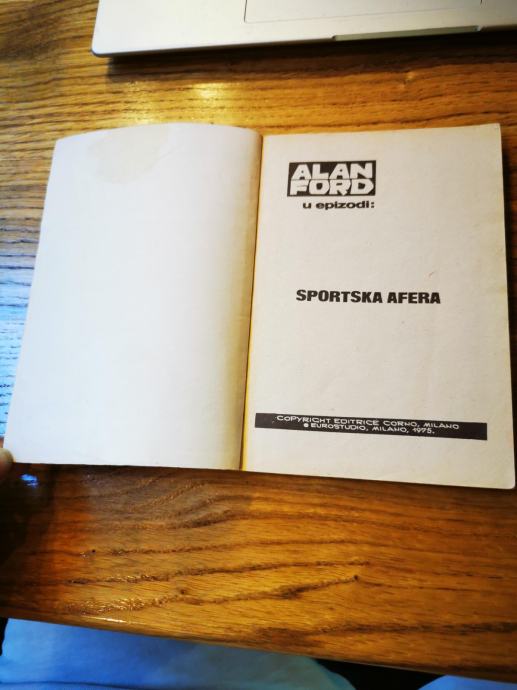 ALAN
FORD
u epizodi:
SPORTSKA AFERA
COPYRIGHT EDITRICE CORNO, MILANO
© EUROSTUDIO, MILANO, 1975.